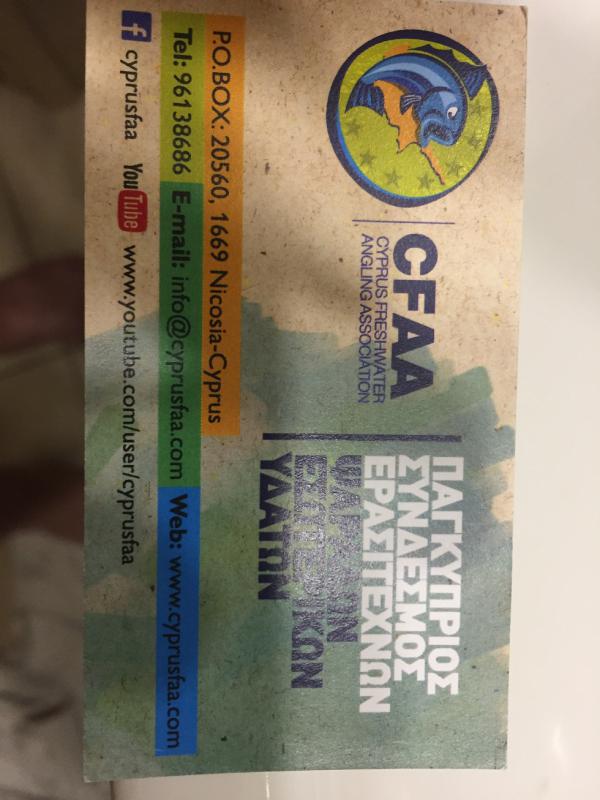 CFAA
CYPRUS FRESHWATER
ANGLING ASSOCIATION
ΠΑΓΚΥΠΡΙΟΣ
ΣΥΝΔΕΣΜΟΣ
ΕΡΑΣΙΤΕΧΝΩΝ
ΨΑΡΑΔΩΝ
ΕΣΩΤΕΡΙΚΩΝ
ΥΔΑΤΩΝ
P.O.BOX: 20560, 1669 Nicosia-Cyprus
Tel: 96138686 E-mail: info@cyprusfaa.com Web: www.cyprusfaa.com
f cyprusfaa YouTube www.youtube.com/user/cyprusfaa